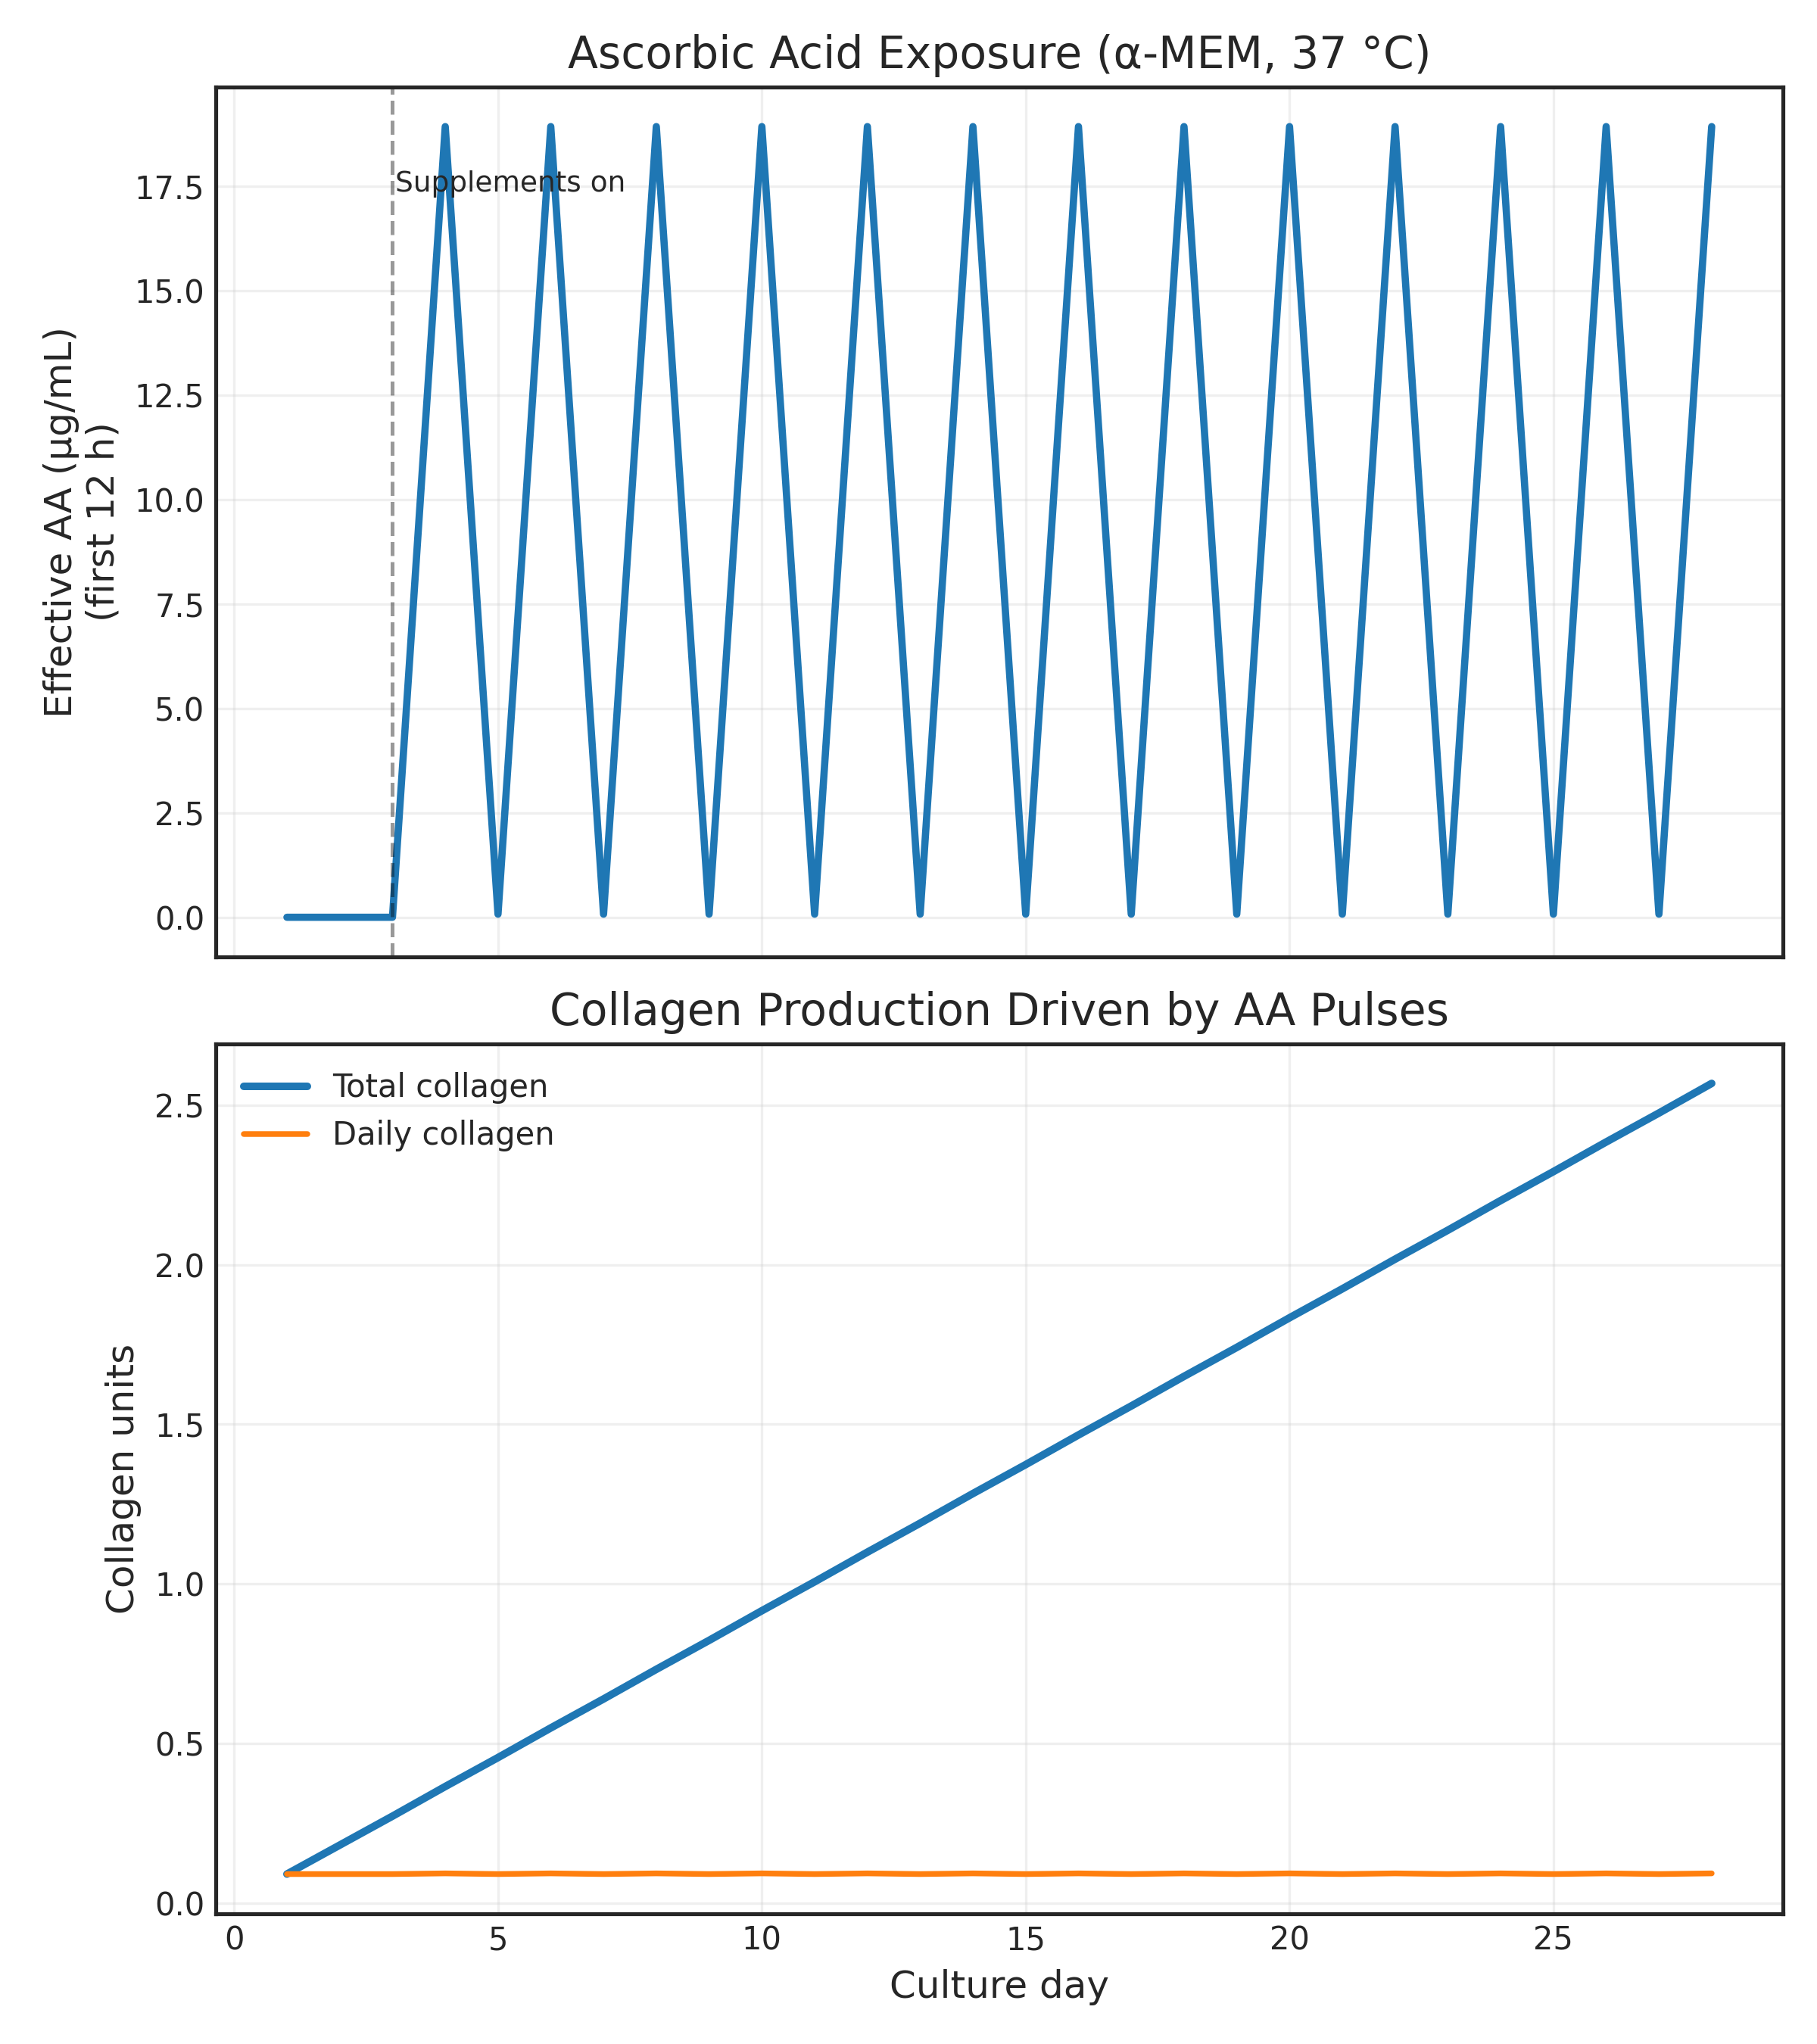 Ascorbic Acid Exposure (α-MEM, 37 °C)
Effective AA (µg/mL)
(first 12 h)
17.5
15.0
12.5
10.0
7.5
5.0
2.5
0.0
Supplements on
Collagen Production Driven by AA Pulses
Total collagen
Daily collagen
Collagen units
2.5
2.0
1.5
1.0
0.5
0.0
0 5 10 15 20 25
Culture day